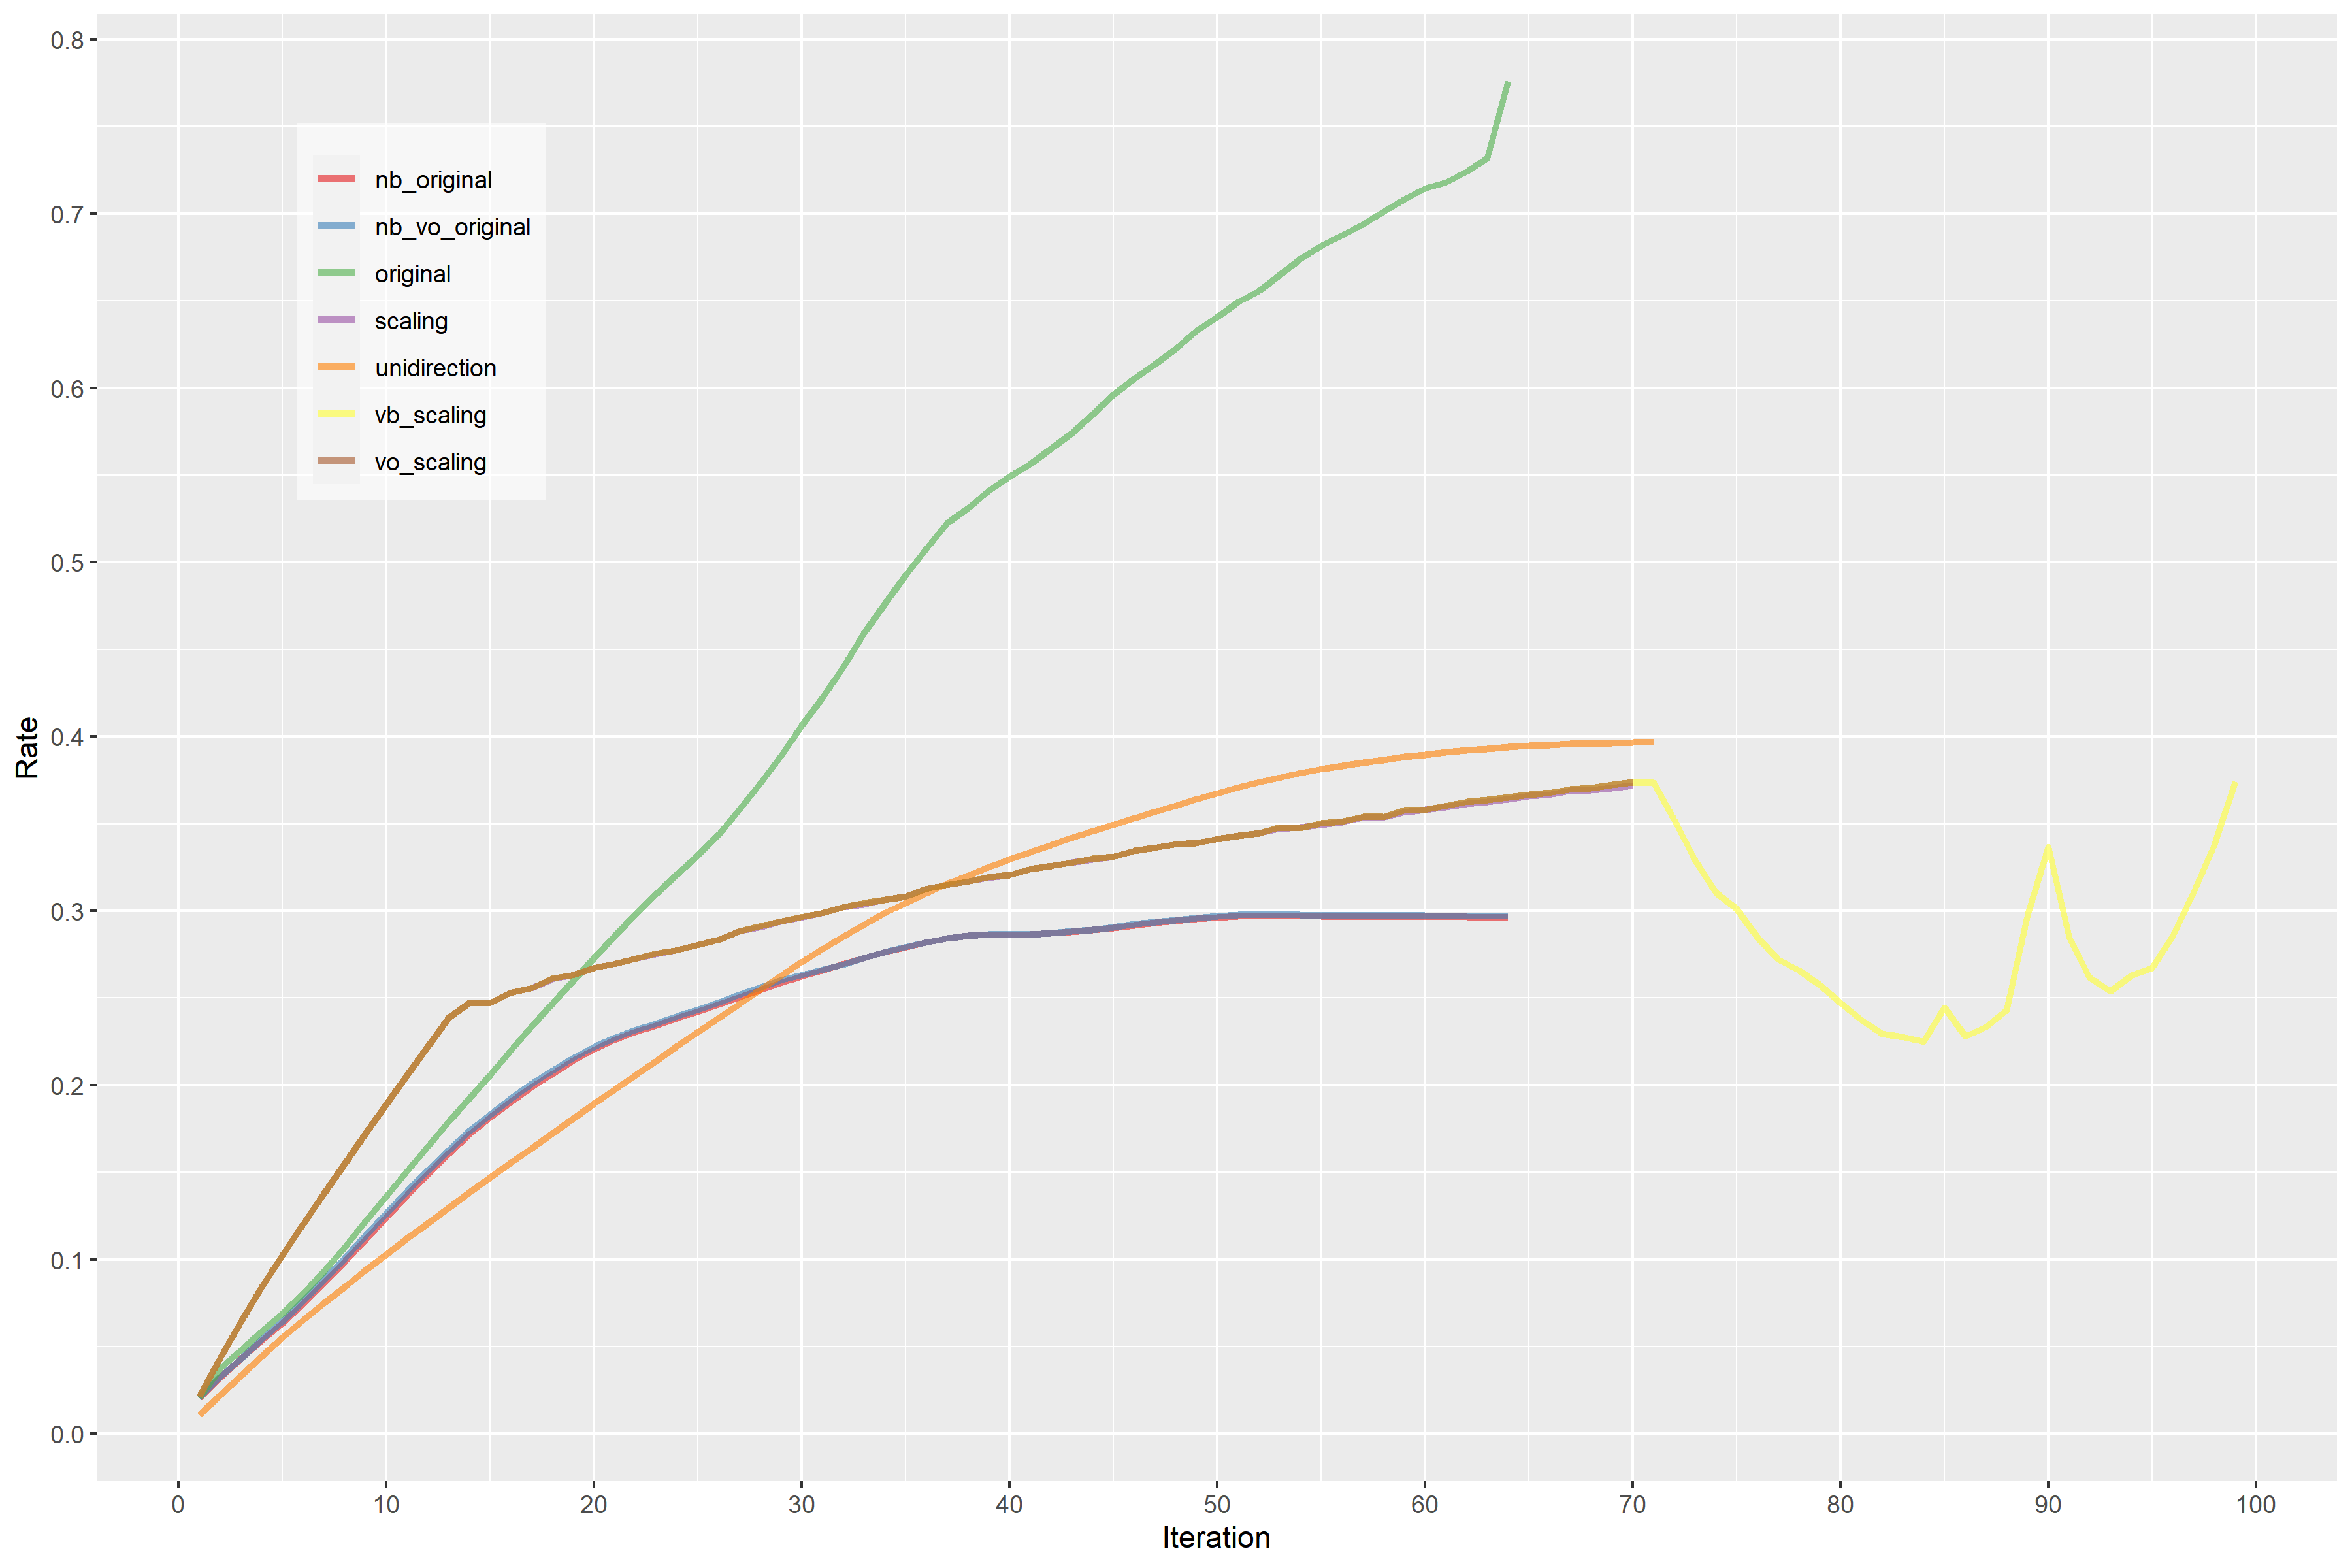 0.8
0.7
0.6
0.5
0.4
0.3
0.2
0.1
0.0
Rate
nb_original
nb_vo_original
original
scaling
unidirection
vb_scaling
vo_scaling
0 10 20 30 40 50 60 70 80 90 100
Iteration